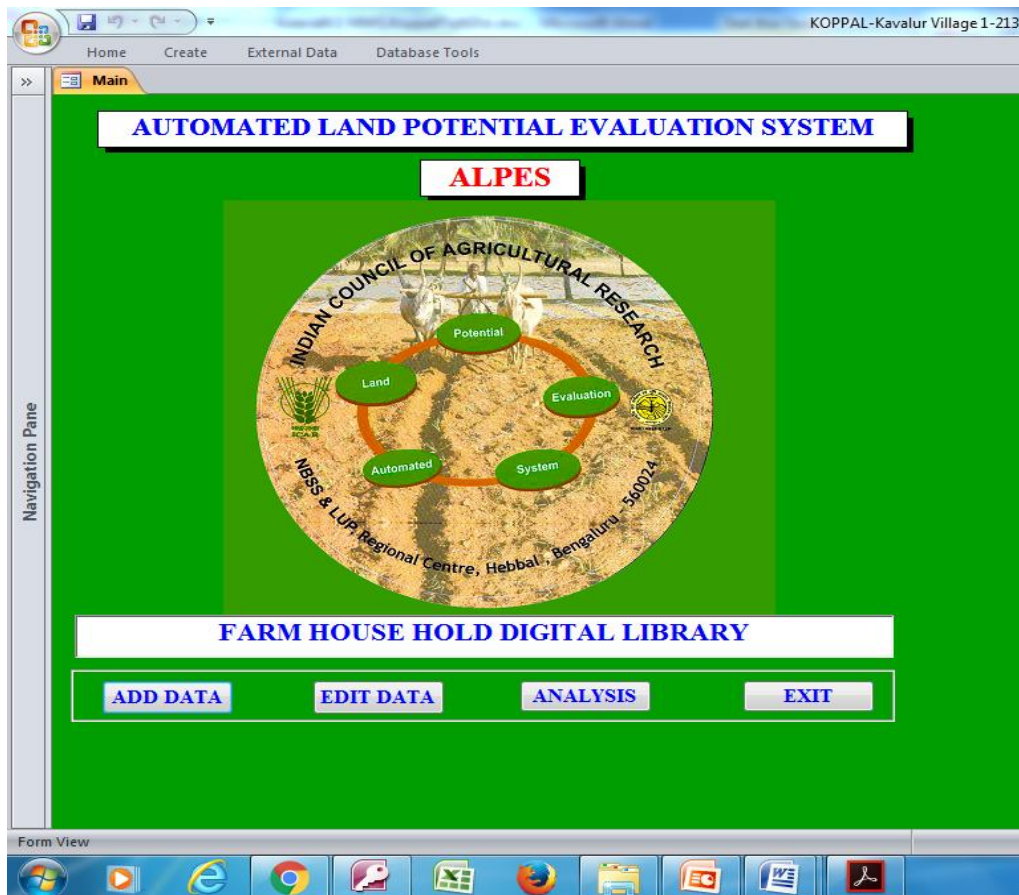 KOPPAL-Kavalur Village 1-213
Home Create External Data Database Tools
Main
Navigation Pane
AUTOMATED LAND POTENTIAL EVALUATION SYSTEM
ALPES
INDIAN COUNCIL OF AGRICULTURAL RESEARCH
Potential
Land
Evaluation
Automated
System
ICAR
NBSS & LUP, Regional Centre, Hebbal , Bengaluru - 560024
FARM HOUSE HOLD DIGITAL LIBRARY
ADD DATA EDIT DATA ANALYSIS EXIT
Form View